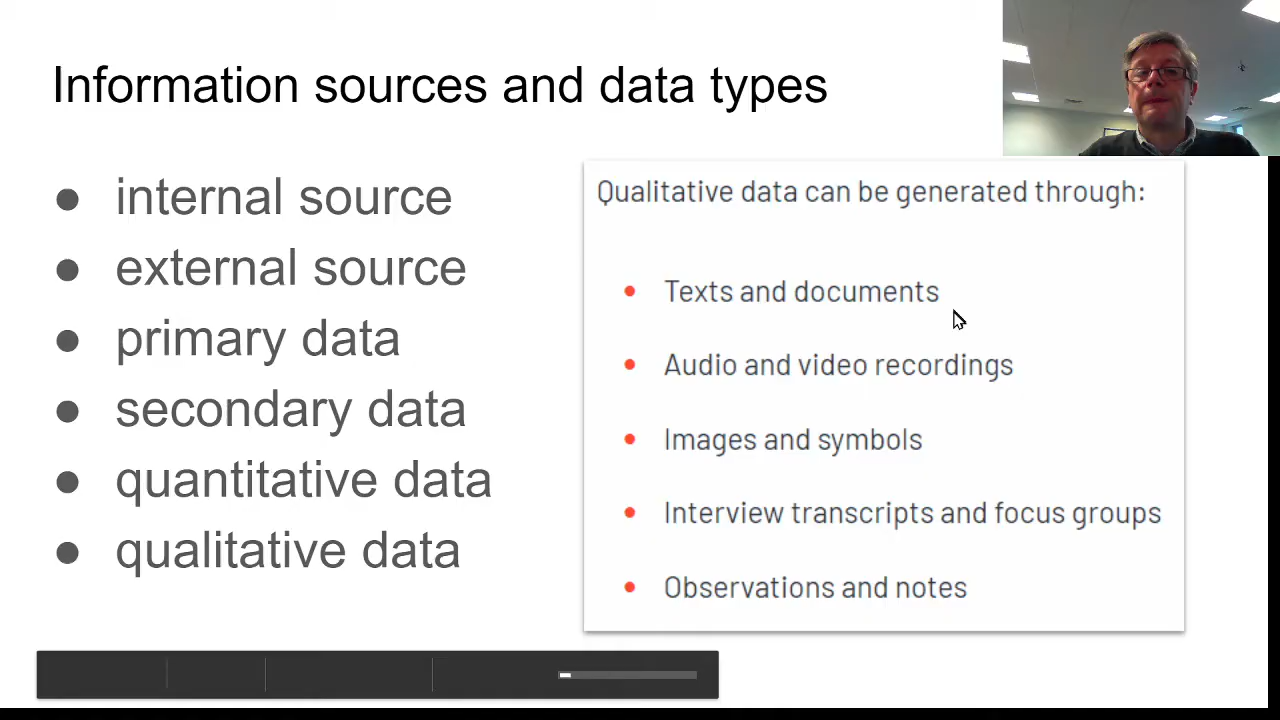 Information sources and data types
internal source
external source
primary data
secondary data
quantitative data
qualitative data
Qualitative data can be generated through:
Texts and documents
Audio and video recordings
Images and symbols
Interview transcripts and focus groups
Observations and notes